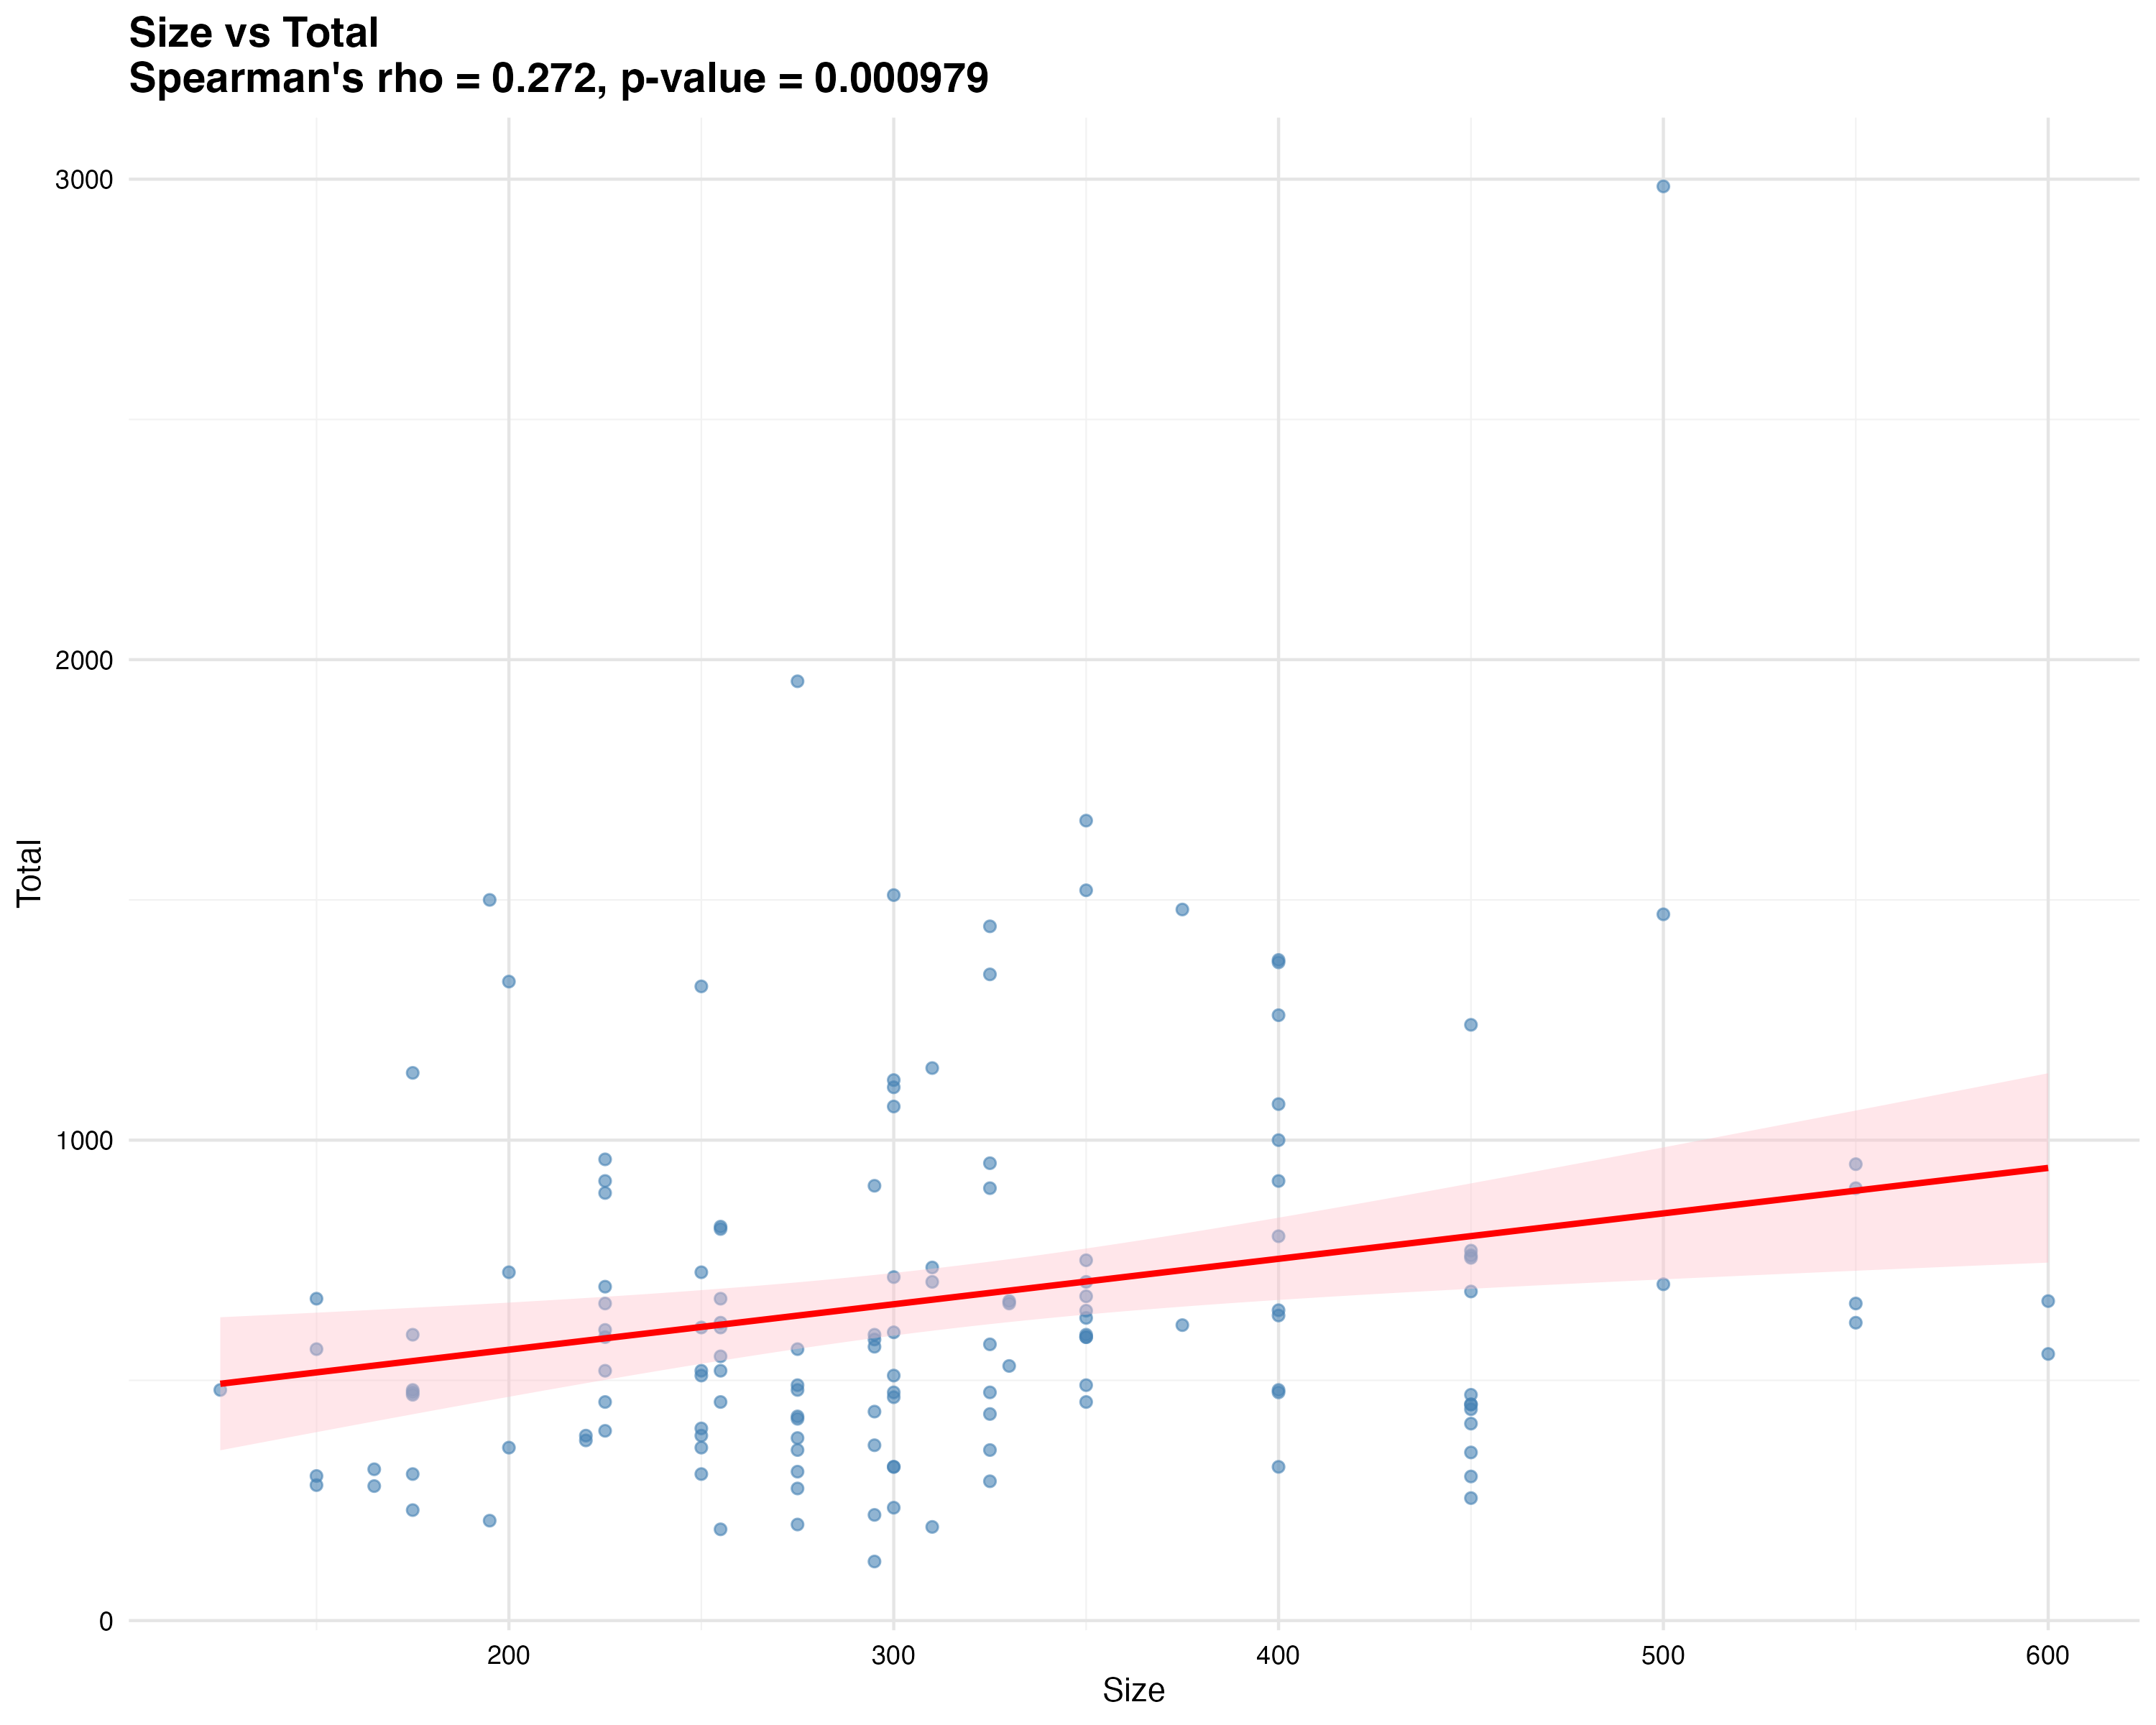 Size vs Total
Spearman's rho = 0.272, p-value = 0.000979
3000
2000
1000
0
Total
200 300 400 500 600
Size